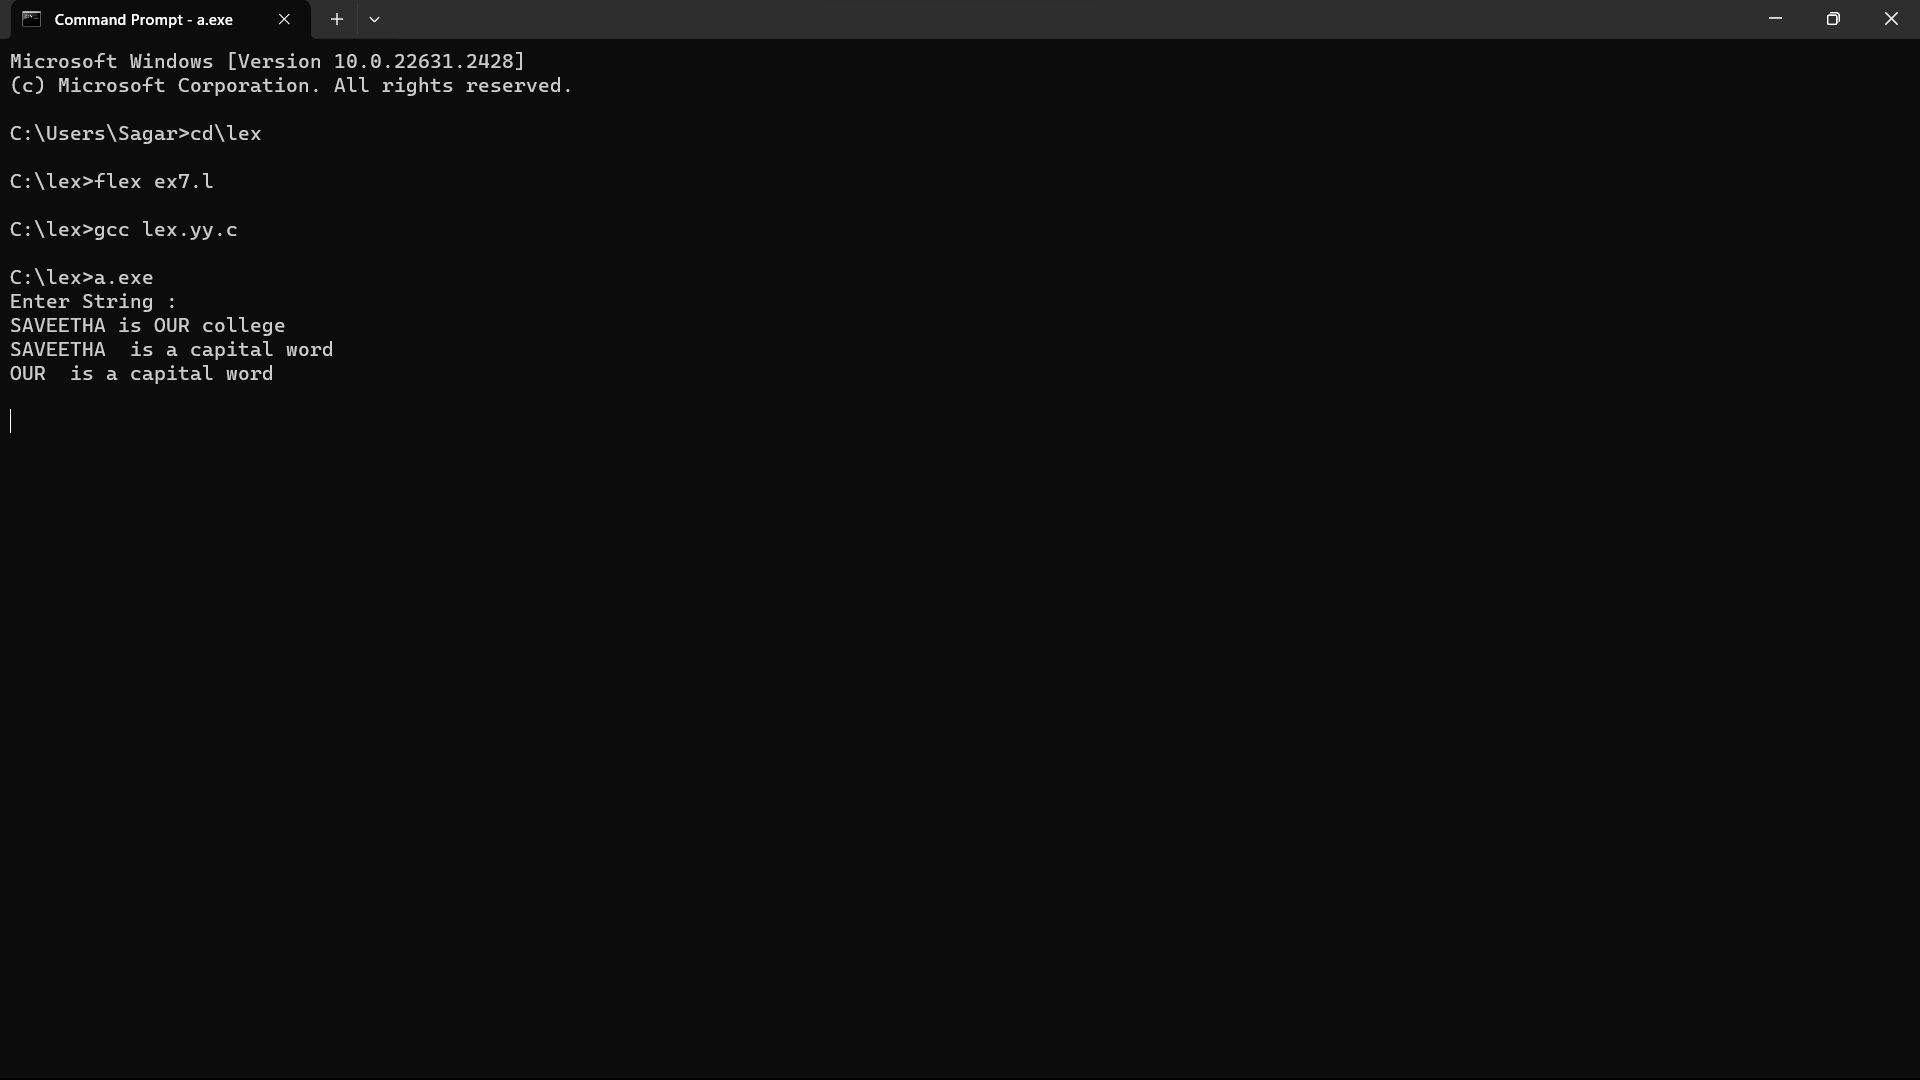 Command Prompt - a.exe
Microsoft Windows [Version 10.0.22631.2428]
(c) Microsoft Corporation. All rights reserved.
C:\Users\Sagar>cd\lex
C:\lex>flex ex7.l
C:\lex>gcc lex.yy.c
C:\lex>a.exe
Enter String :
SAVEETHA is OUR college
SAVEETHA  is a capital word
OUR  is a capital word